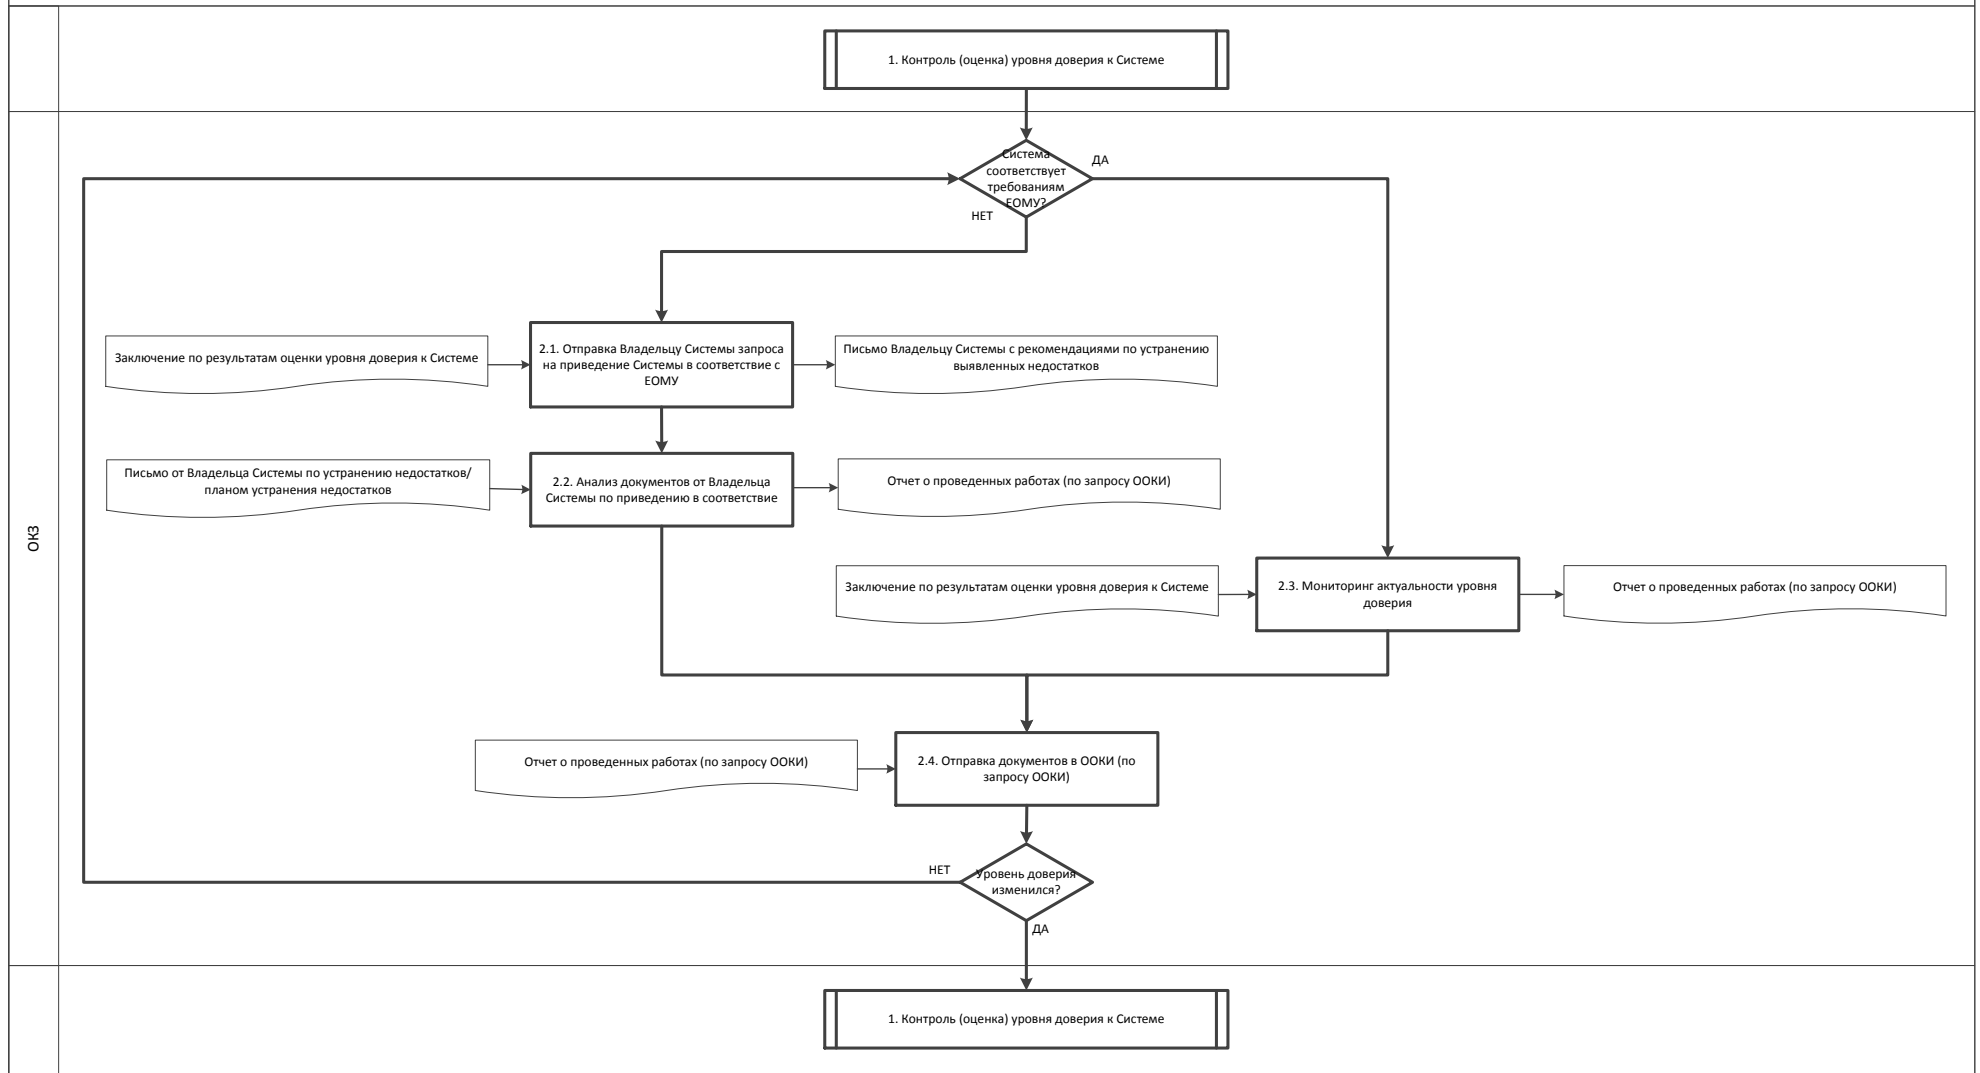 1. Контроль (оценка) уровня доверия к Системе
Система
соответствует
требованиям
ЕОМУ?
ДА
НЕТ
Заключение по результатам оценки уровня доверия к Системе
2.1. Отправка Владельцу Системы запроса
на приведение Системы в соответствие с
ЕОМУ
Письмо Владельцу Системы с рекомендациями по устранению
выявленных недостатков
Письмо от Владельца Системы по устранению недостатков/
планом устранения недостатков
2.2. Анализ документов от Владельца
Системы по приведению в соответствие
Отчет о проведенных работах (по запросу ООКИ)
ОКЗ
Заключение по результатам оценки уровня доверия к Системе
2.3. Мониторинг актуальности уровня
доверия
Отчет о проведенных работах (по запросу ООКИ)
Отчет о проведенных работах (по запросу ООКИ)
2.4. Отправка документов в ООКИ (по
запросу ООКИ)
НЕТ
Уровень доверия
изменился?
ДА
1. Контроль (оценка) уровня доверия к Системе